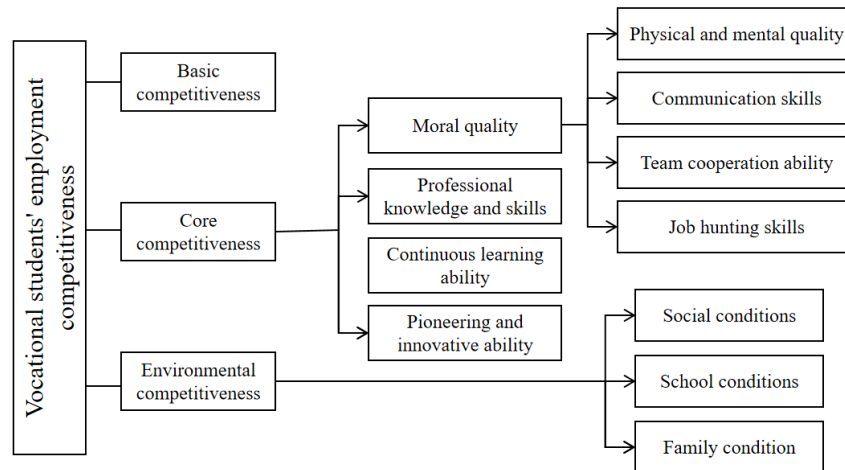 Vocational students' employment
competitiveness
Basic
competitiveness
Core
competitiveness
Environmental
competitiveness
Moral quality
Professional
knowledge and skills
Continuous learning
ability
Pioneering and
innovative ability
Physical and mental quality
Communication skills
Team cooperation ability
Job hunting skills
Social conditions
School conditions
Family condition